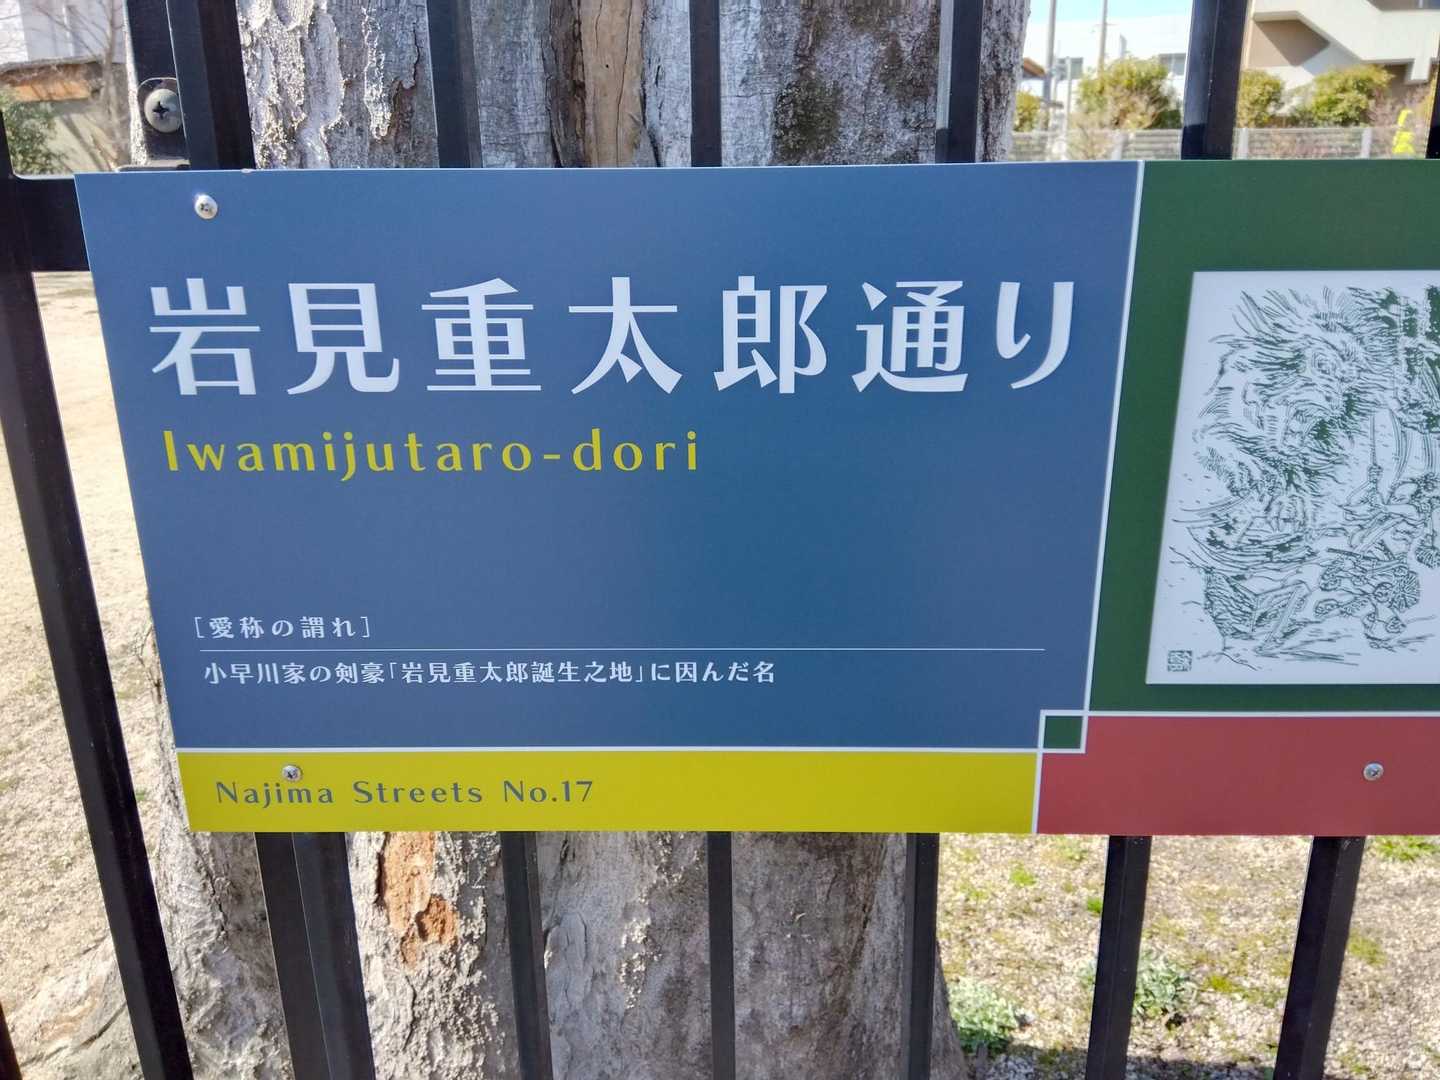 岩見重太郎通り
Iwamijutaro-dori
[愛称の謂れ]
小早川家の剣豪「岩見重太郎誕生之地」に因んだ名
Najima Streets No.17